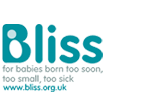 Bliss
for babies born too soon,
too small, too sick
www.bliss.org.uk